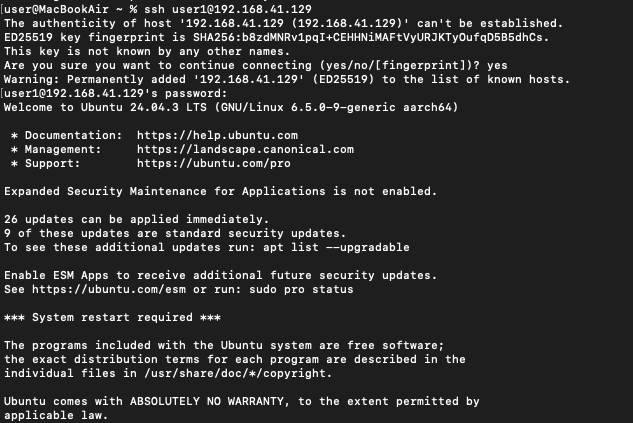 [user@MacBookAir ~ % ssh user1@192.168.41.129
The authenticity of host '192.168.41.129 (192.168.41.129)' can't be established.
ED25519 key fingerprint is SHA256:b8zdMNRv1pqI+CEHHNiMAFtVyURJKTyOufqD5B5dhCs.
This key is not known by any other names.
Are you sure you want to continue connecting (yes/no/[fingerprint])? yes
Warning: Permanently added '192.168.41.129' (ED25519) to the list of known hosts.
[user1@192.168.41.129's password:
Welcome to Ubuntu 24.04.3 LTS (GNU/Linux 6.5.0-9-generic aarch64)
* Documentation: https://help.ubuntu.com
* Management: https://landscape.canonical.com
* Support: https://ubuntu.com/pro
Expanded Security Maintenance for Applications is not enabled.
26 updates can be applied immediately.
9 of these updates are standard security updates.
To see these additional updates run: apt list --upgradable
Enable ESM Apps to receive additional future security updates.
See https://ubuntu.com/esm or run: sudo pro status
*** System restart required ***
The programs included with the Ubuntu system are free software;
the exact distribution terms for each program are described in the
individual files in /usr/share/doc/*/copyright.
Ubuntu comes with ABSOLUTELY NO WARRANTY, to the extent permitted by
applicable law.